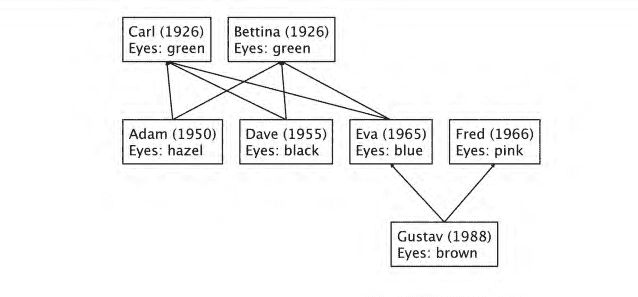 Carl (1926)
Eyes: green
Bettina (1926)
Eyes: green
Adam (1950)
Eyes: hazel
Dave (1955)
Eyes: black
Eva (1965)
Eyes: blue
Fred (1966)
Eyes: pink
Gustav (1988)
Eyes: brown